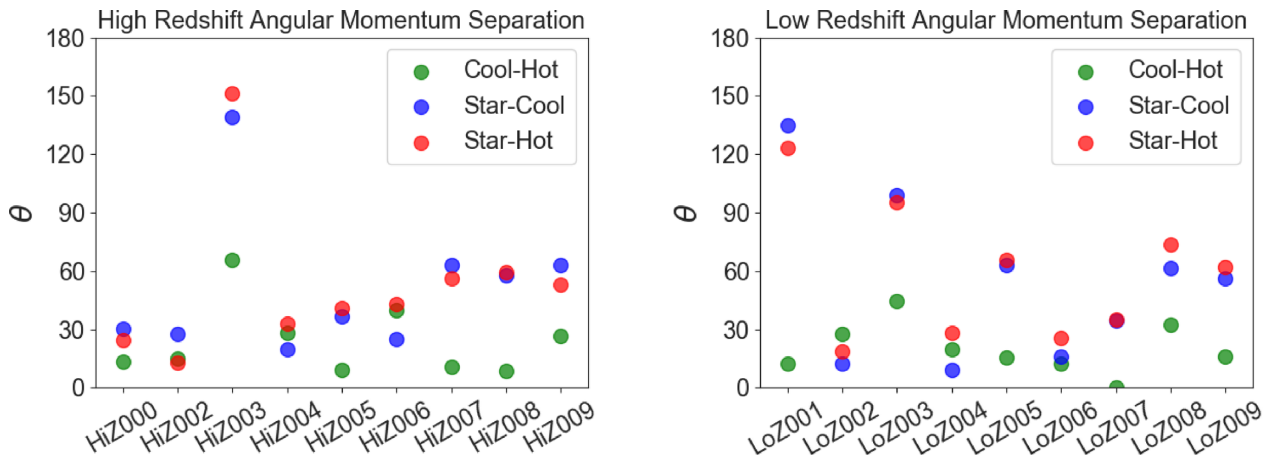 High Redshift Angular Momentum Separation
180
150
120
90
60
30
0
θ
Cool-Hot
Star-Cool
Star-Hot
HiZ000
HiZ002
HiZ003
HiZ004
HiZ005
HiZ006
HiZ007
HiZ008
HiZ009
Low Redshift Angular Momentum Separation
180
150
120
90
60
30
0
θ
Cool-Hot
Star-Cool
Star-Hot
LoZ001
LoZ002
LoZ003
LoZ004
LoZ005
LoZ006
LoZ007
LoZ008
LoZ009